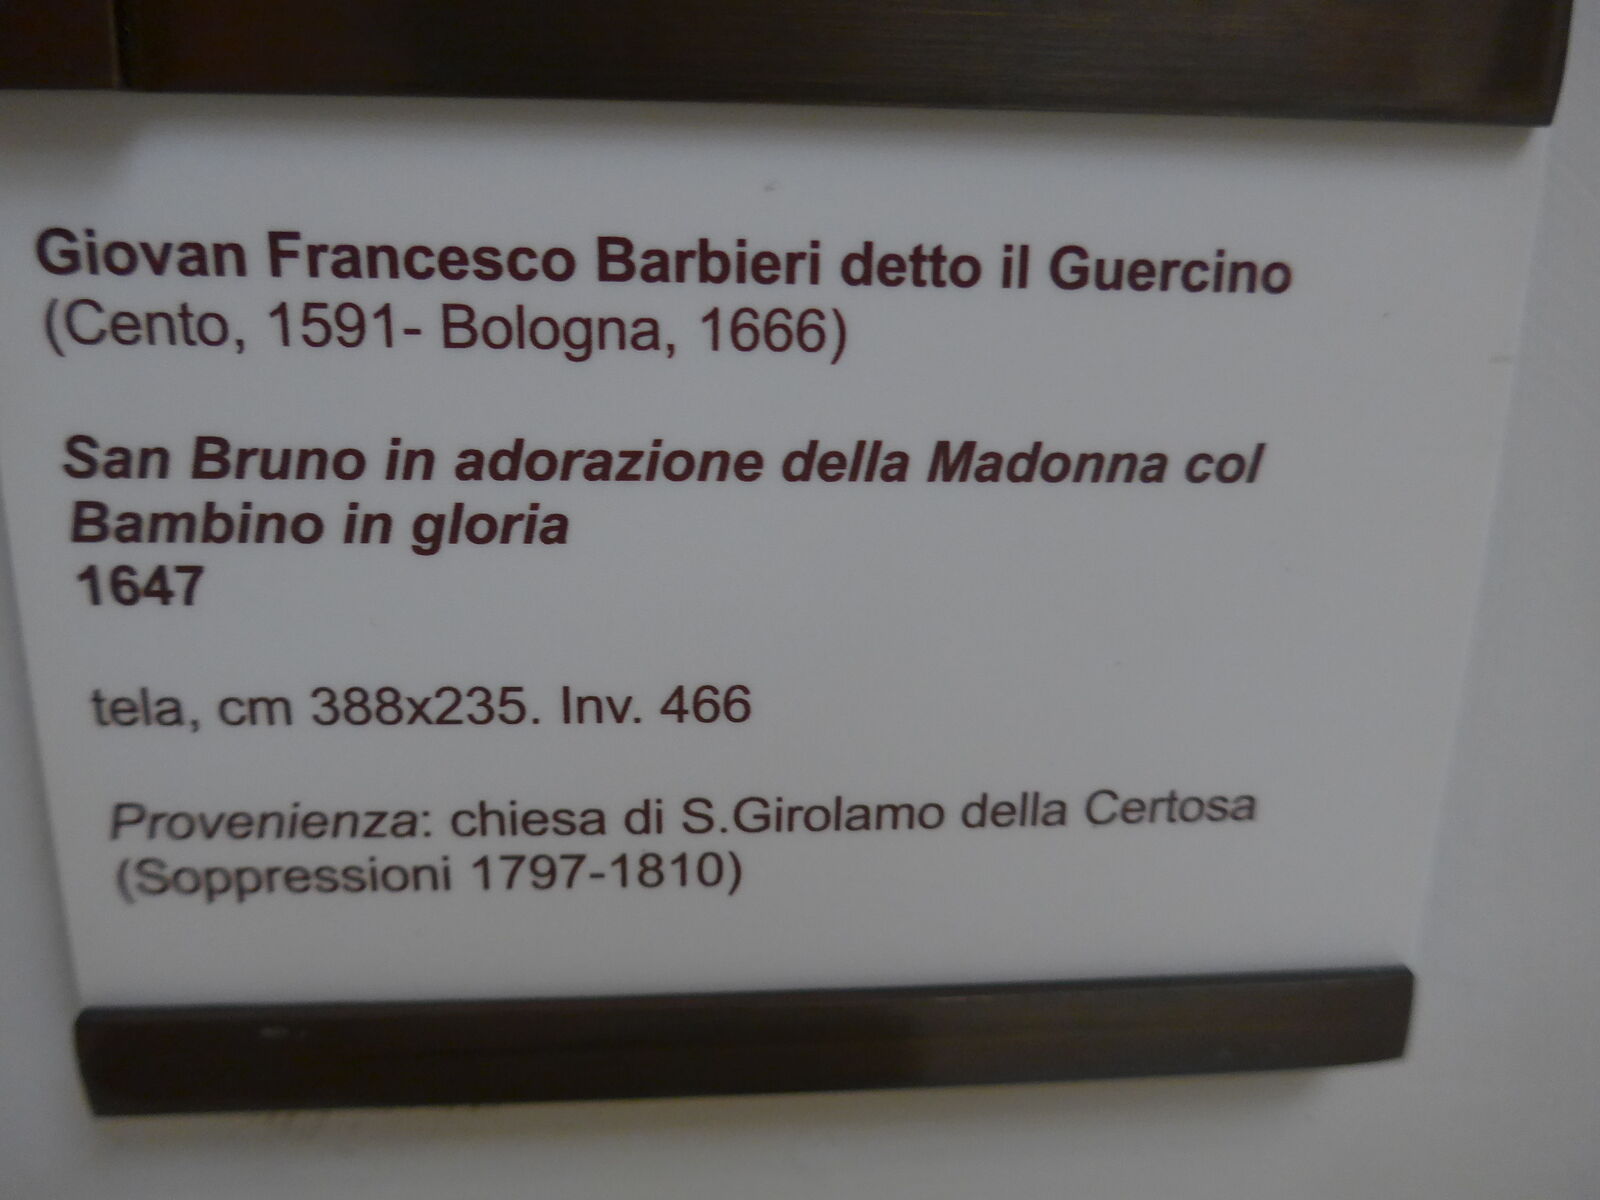 Giovan Francesco Barbieri detto il Guercino
(Cento, 1591- Bologna, 1666)
San Bruno in adorazione della Madonna col
Bambino in gloria
1647
tela, cm 388x235. Inv. 466
Provenienza: chiesa di S.Girolamo della Certosa
(Soppressioni 1797-1810)